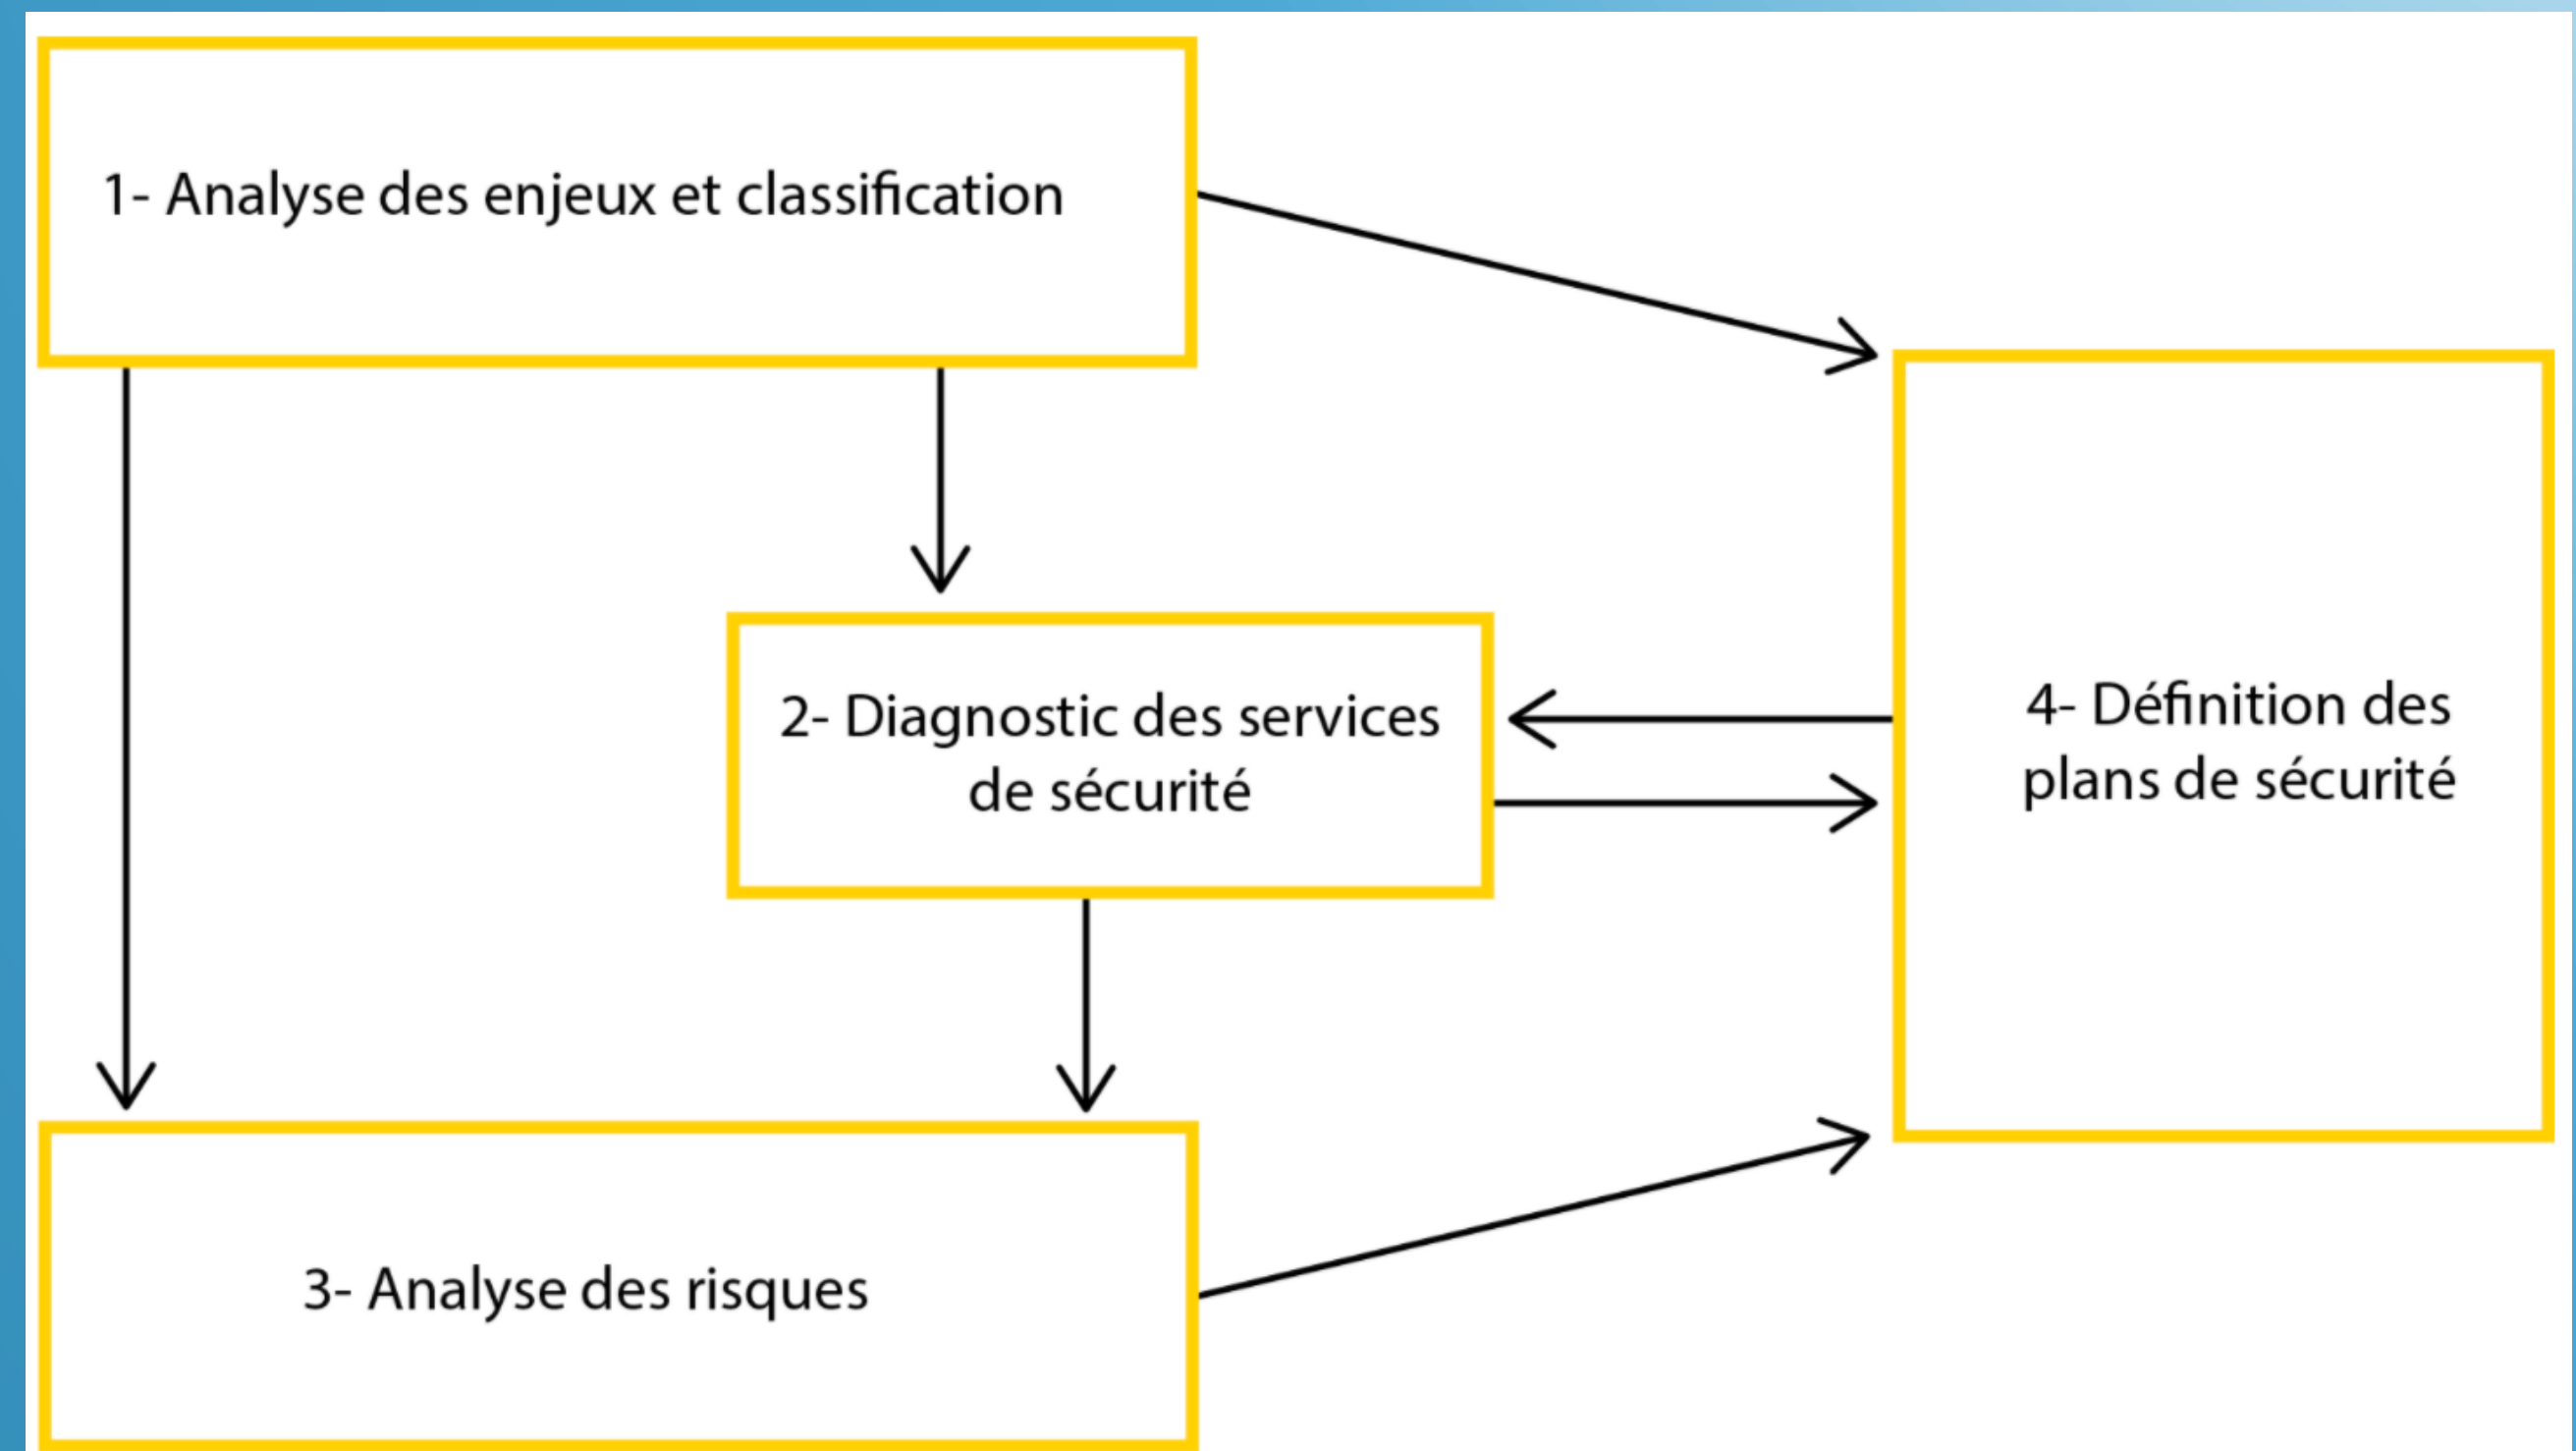 1- Analyse des enjeux et classification
2- Diagnostic des services
de sécurité
4- Définition des
plans de sécurité
3- Analyse des risques